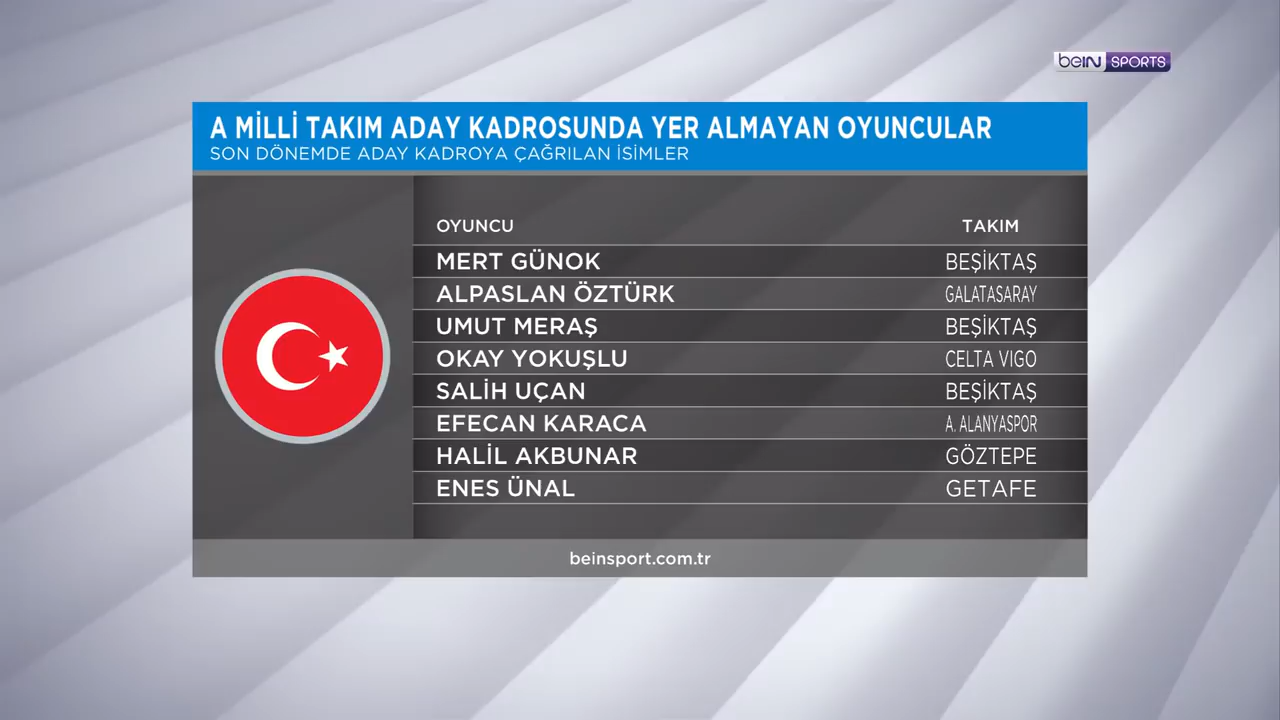 beIN SPORTS
A MİLLİ TAKIM ADAY KADROSUNDA YER ALMAYAN OYUNCULAR
SON DÖNEMDE ADAY KADROYA ÇAĞRILAN İSİMLER
OYUNCU TAKIM
MERT GÜNOK BEŞİKTAŞ
ALPASLAN ÖZTÜRK GALATASARAY
UMUT MERAŞ BEŞİKTAŞ
OKAY YOKUŞLU CELTA VIGO
SALİH UÇAN BEŞİKTAŞ
EFECAN KARACA A. ALANYASPOR
HALİL AKBUNAR GÖZTEPE
ENES ÜNAL GETAFE
beinsport.com.tr